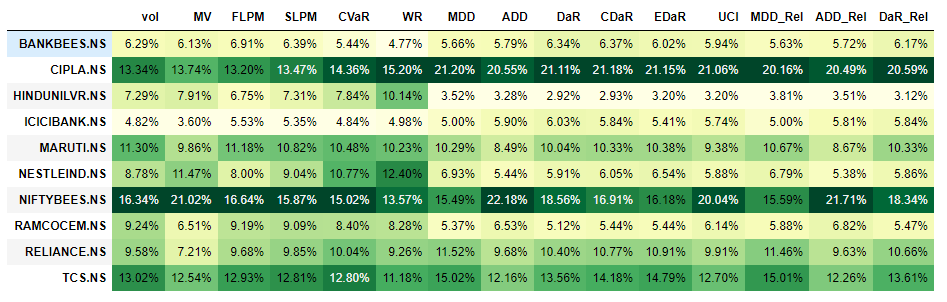 vol MV FLPM SLPM CVaR WR MDD ADD DaR CDaR EDaR UCI MDD_Rel ADD_Rel DaR_Rel
BANKBEES.NS 6.29% 6.13% 6.91% 6.39% 5.44% 4.77% 5.66% 5.79% 6.34% 6.37% 6.02% 5.94% 5.63% 5.72% 6.17%
CIPLA.NS 13.34% 13.74% 13.20% 13.47% 14.36% 15.20% 21.20% 20.55% 21.11% 21.18% 21.15% 21.06% 20.16% 20.49% 20.59%
HINDUNILVR.NS 7.29% 7.91% 6.75% 7.31% 7.84% 10.14% 3.52% 3.28% 2.92% 2.93% 3.20% 3.20% 3.81% 3.51% 3.12%
ICICIBANK.NS 4.82% 3.60% 5.53% 5.35% 4.84% 4.98% 5.00% 5.90% 6.03% 5.84% 5.41% 5.74% 5.00% 5.81% 5.84%
MARUTI.NS 11.30% 9.86% 11.18% 10.82% 10.48% 10.23% 10.29% 8.49% 10.04% 10.33% 10.38% 9.38% 10.67% 8.67% 10.33%
NESTLEIND.NS 8.78% 11.47% 8.00% 9.04% 10.77% 12.40% 6.93% 5.44% 5.91% 6.05% 6.54% 5.88% 6.79% 5.38% 5.86%
NIFTYBEES.NS 16.34% 21.02% 16.64% 15.87% 15.02% 13.57% 15.49% 22.18% 18.56% 16.91% 16.18% 20.04% 15.59% 21.71% 18.34%
RAMCOCEM.NS 9.24% 6.51% 9.19% 9.09% 8.40% 8.28% 5.37% 6.53% 5.12% 5.44% 5.44% 6.14% 5.88% 6.82% 5.47%
RELIANCE.NS 9.58% 7.21% 9.68% 9.85% 10.04% 9.26% 11.52% 9.68% 10.40% 10.77% 10.91% 9.91% 11.46% 9.63% 10.66%
TCS.NS 13.02% 12.54% 12.93% 12.81% 12.80% 11.18% 15.02% 12.16% 13.56% 14.18% 14.79% 12.70% 15.01% 12.26% 13.61%